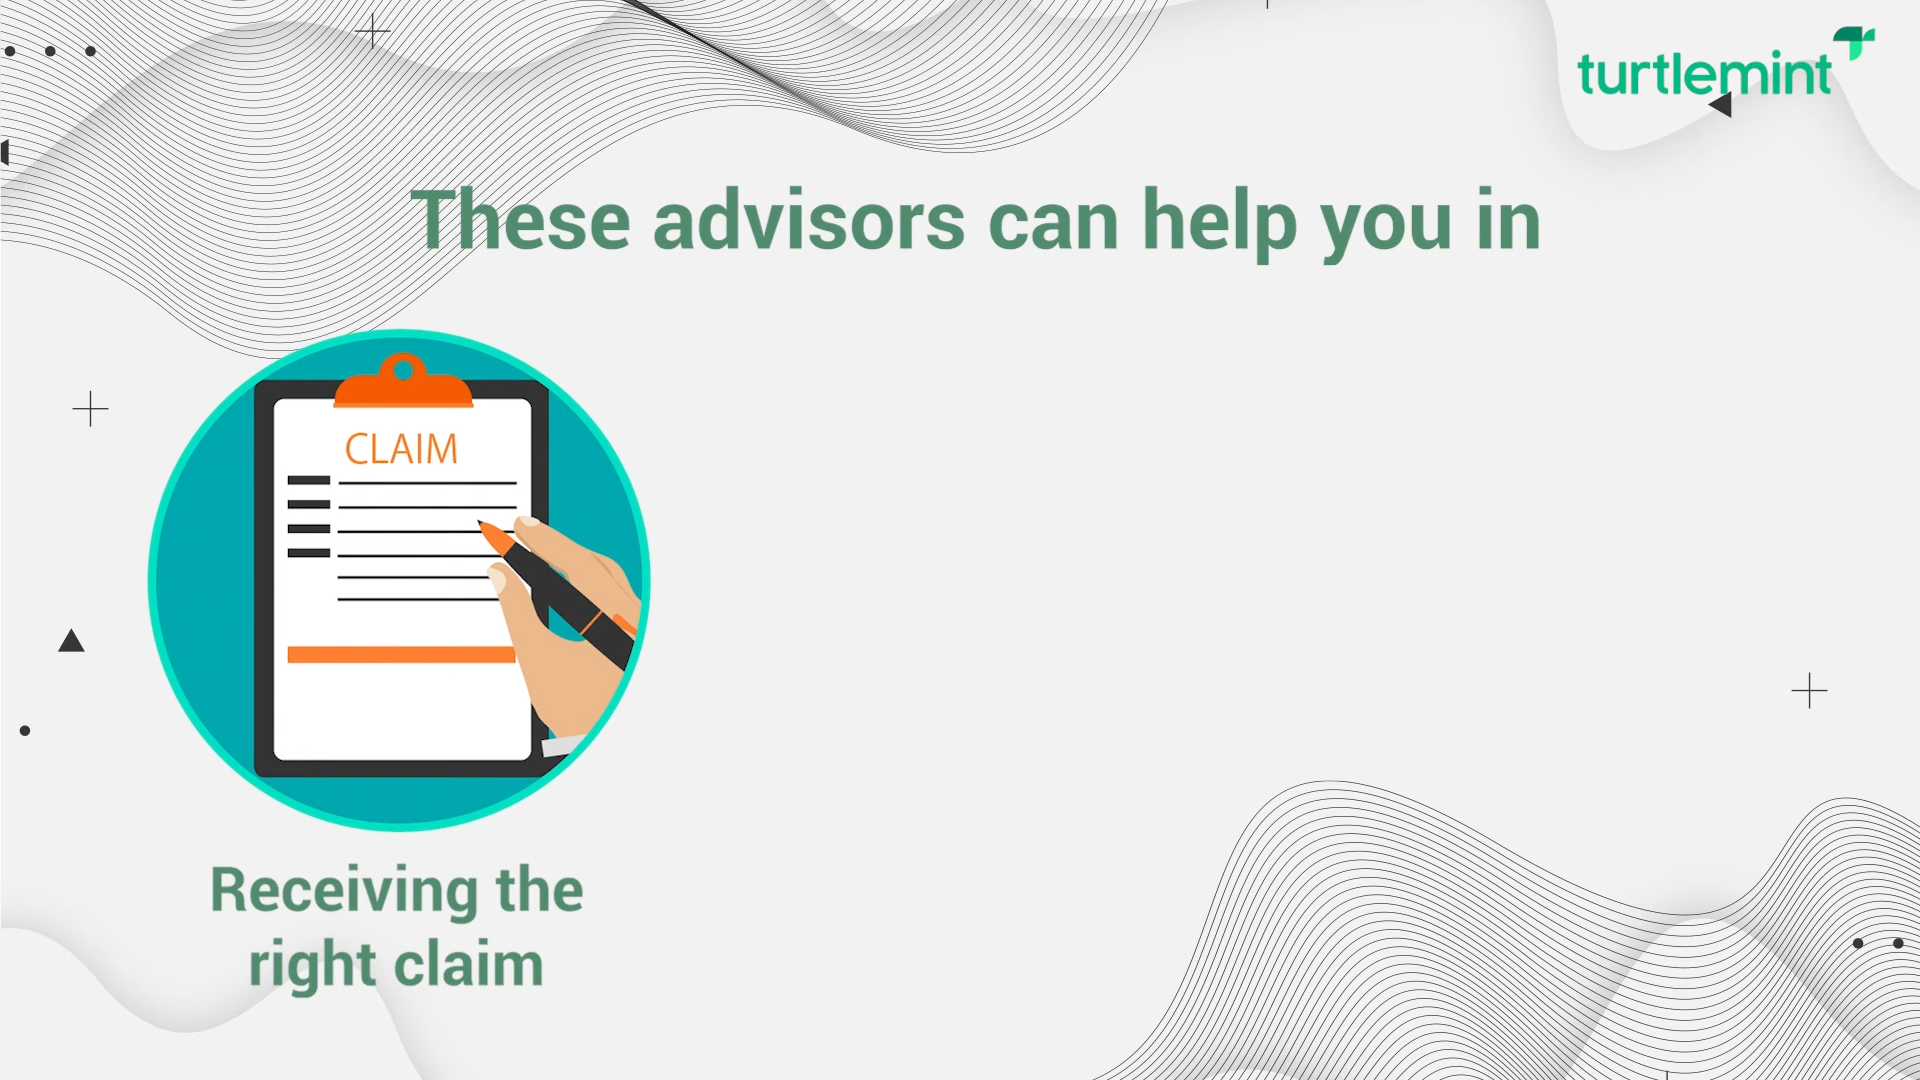 turtlemint
These advisors can help you in
CLAIM
Receiving the
right claim